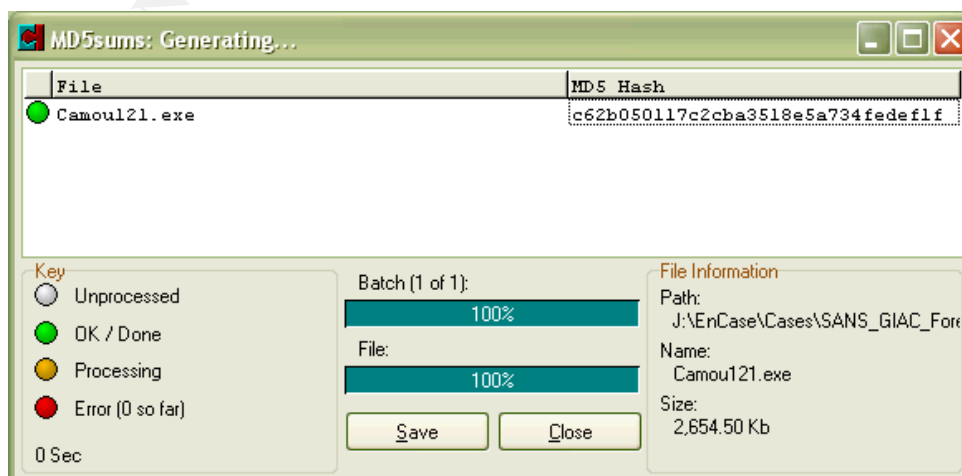 MD5sums: Generating...
File MD5 Hash
Camou121.exe c62b050117c2cba3518e5a734fedef1f
Key
Unprocessed
OK / Done
Processing
Error (0 so far)
0 Sec
Batch (1 of 1):
100%
File:
100%
Save Close
File Information
Path:
J:\EnCase\Cases\SANS_GIAC_Fore
Name:
Camou121.exe
Size:
2,654.50 Kb